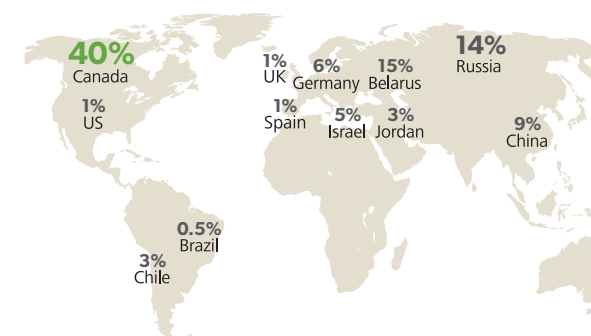 40%
Canada
1%
US
1%
UK
6%
Germany
15%
Belarus
14%
Russia
1%
Spain
5%
Israel
3%
Jordan
9%
China
0.5%
Brazil
3%
Chile